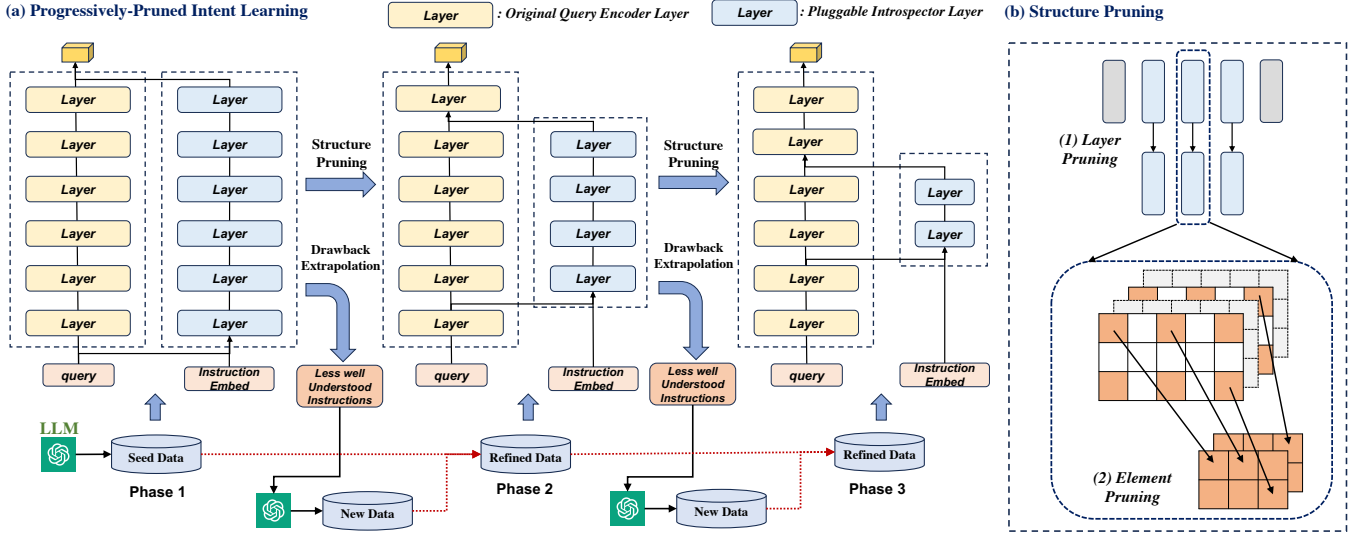 (a) Progressively-Pruned Intent Learning
Layer : Original Query Encoder Layer
Layer : Pluggable Introspector Layer
(b) Structure Pruning
Layer
Layer
Layer
Layer
Layer
Layer
query
Layer
Layer
Layer
Layer
Layer
Layer
Instruction
Embed
Structure
Pruning
Drawback
Extrapolation
Less well
Understood
Instructions
Layer
Layer
Layer
Layer
Layer
Layer
query
Layer
Layer
Layer
Layer
Instruction
Embed
Structure
Pruning
Drawback
Extrapolation
Less well
Understood
Instructions
Layer
Layer
Layer
Layer
Layer
Layer
query
Layer
Layer
Instruction
Embed
LLM
Seed Data
Phase 1
New Data
Refined Data
Phase 2
New Data
Refined Data
Phase 3
(1) Layer
Pruning
(2) Element
Pruning